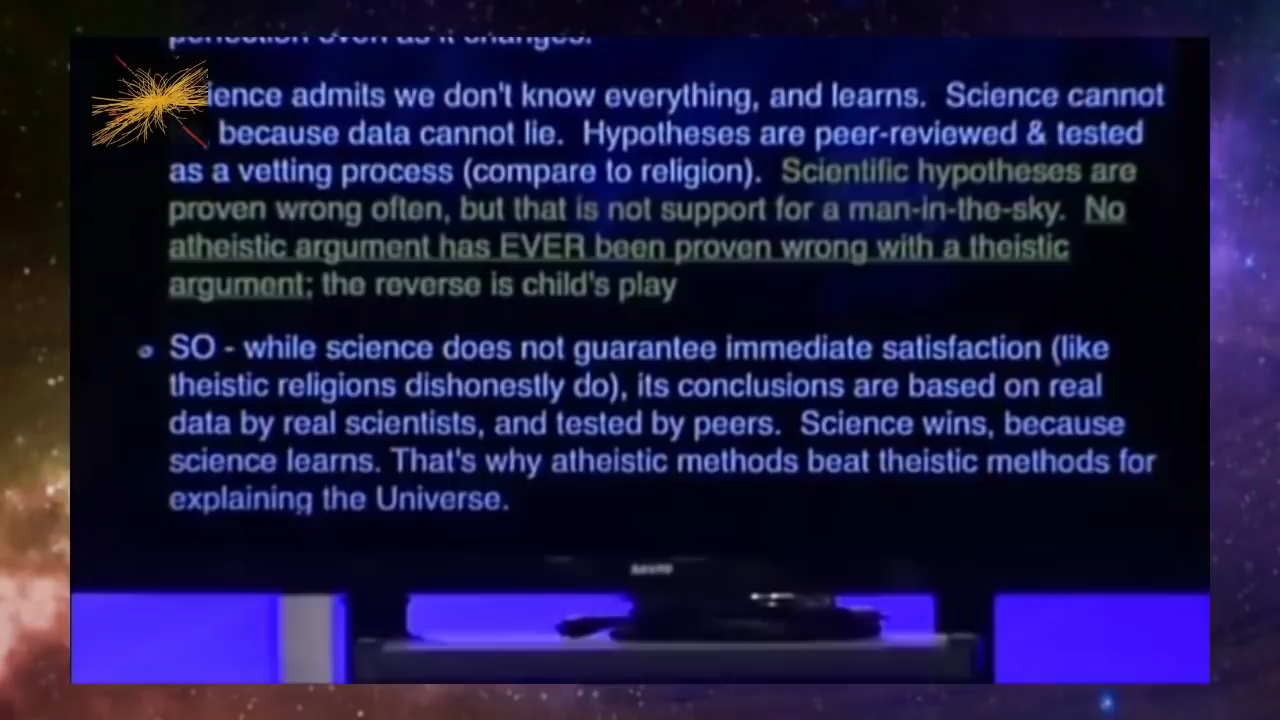 ience admits we don't know everything, and learns. Science cannot
because data cannot lie. Hypotheses are peer-reviewed & tested
as a vetting process (compare to religion). Scientific hypotheses are
proven wrong often, but that is not support for a man-in-the-sky. No
atheistic argument has EVER been proven wrong with a theistic
argument; the reverse is child's play
SO - while science does not guarantee immediate satisfaction (like
theistic religions dishonestly do), its conclusions are based on real
data by real scientists, and tested by peers. Science wins, because
science learns. That's why atheistic methods beat theistic methods for
explaining the Universe.